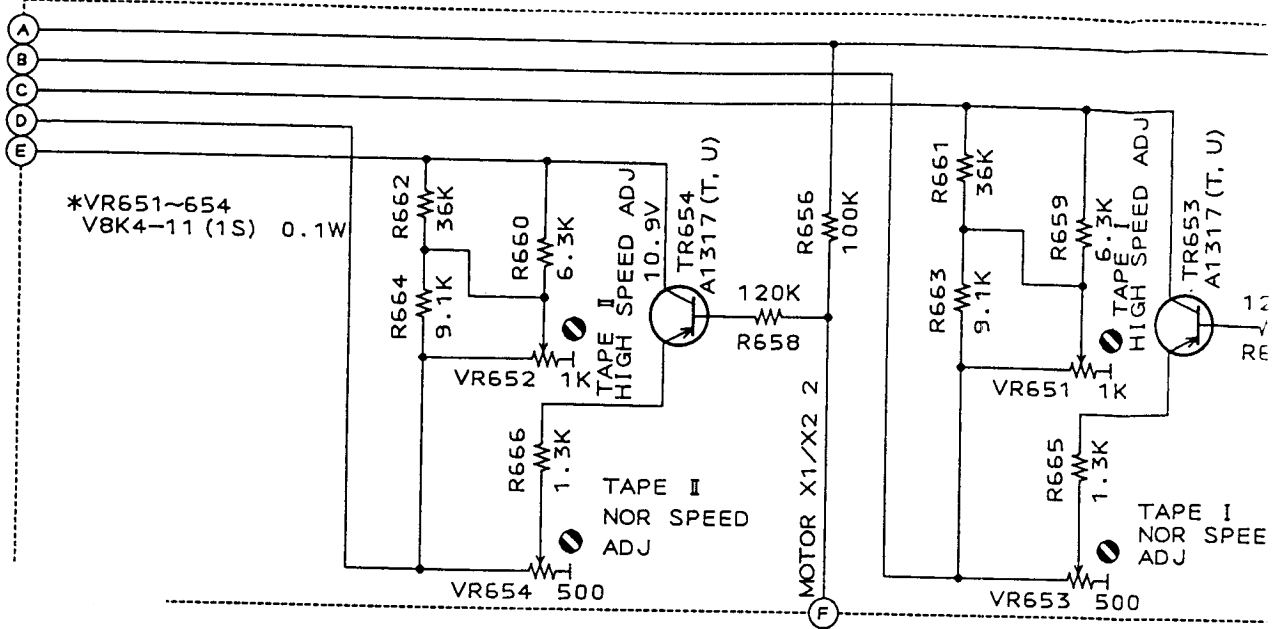 A
B
C
D
E
*VR651~654
V8K4-11 (1S) 0.1W
R662
36K
R664
9.1K
R660
6.3K
VR652 1K
TAPE II
HIGH SPEED ADJ
10.9V
TR654
A1317 (T, U)
120K
R658
R656
100K
R666
1.3K
TAPE II
NOR SPEED
ADJ
VR654 500
MOTOR X1/X2 2
F
R661
36K
R663
9.1K
R659
6.3K
VR651 1K
TAPE I
HIGH SPEED ADJ
TR653
A1317 (T, U)
R665
1.3K
TAPE I
NOR SPEE
ADJ
VR653 500